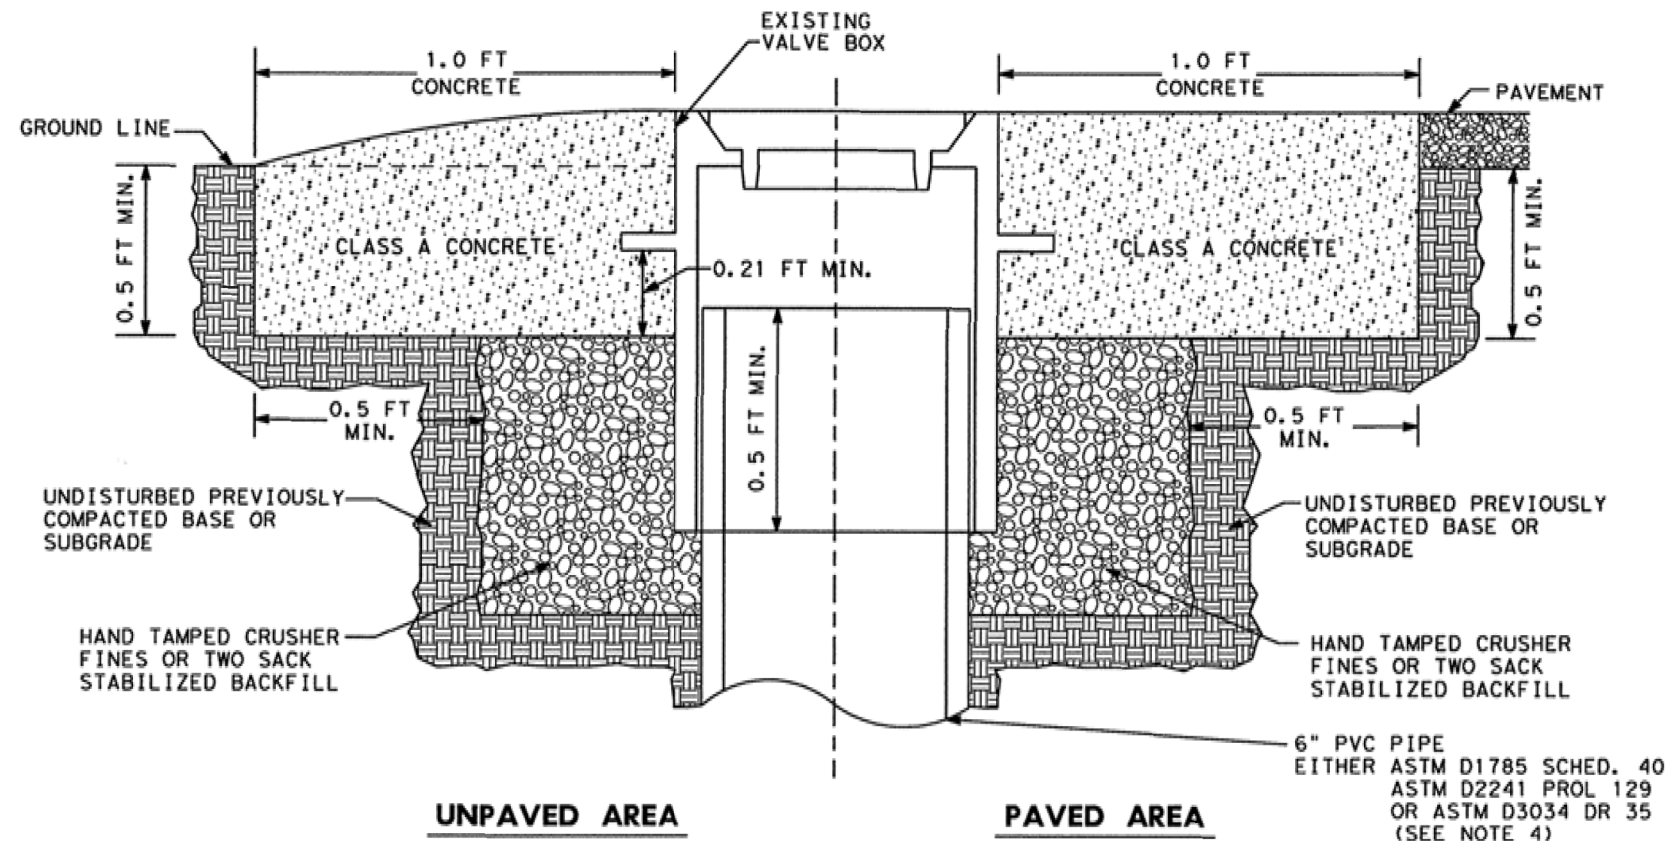 EXISTING
VALVE BOX
1.0 FT
CONCRETE
1.0 FT
CONCRETE
PAVEMENT
GROUND LINE
0.5 FT MIN.
CLASS A CONCRETE
0.21 FT MIN.
CLASS A CONCRETE
0.5 FT MIN.
0.5 FT MIN.
0.5 FT
MIN.
0.5 FT
MIN.
UNDISTURBED PREVIOUSLY
COMPACTED BASE OR
SUBGRADE
UNDISTURBED PREVIOUSLY
COMPACTED BASE OR
SUBGRADE
HAND TAMPED CRUSHER
FINES OR TWO SACK
STABILIZED BACKFILL
HAND TAMPED CRUSHER
FINES OR TWO SACK
STABILIZED BACKFILL
6" PVC PIPE
EITHER ASTM D1785 SCHED. 40
ASTM D2241 PROL 129
OR ASTM D3034 DR 35
(SEE NOTE 4)
UNPAVED AREA
PAVED AREA